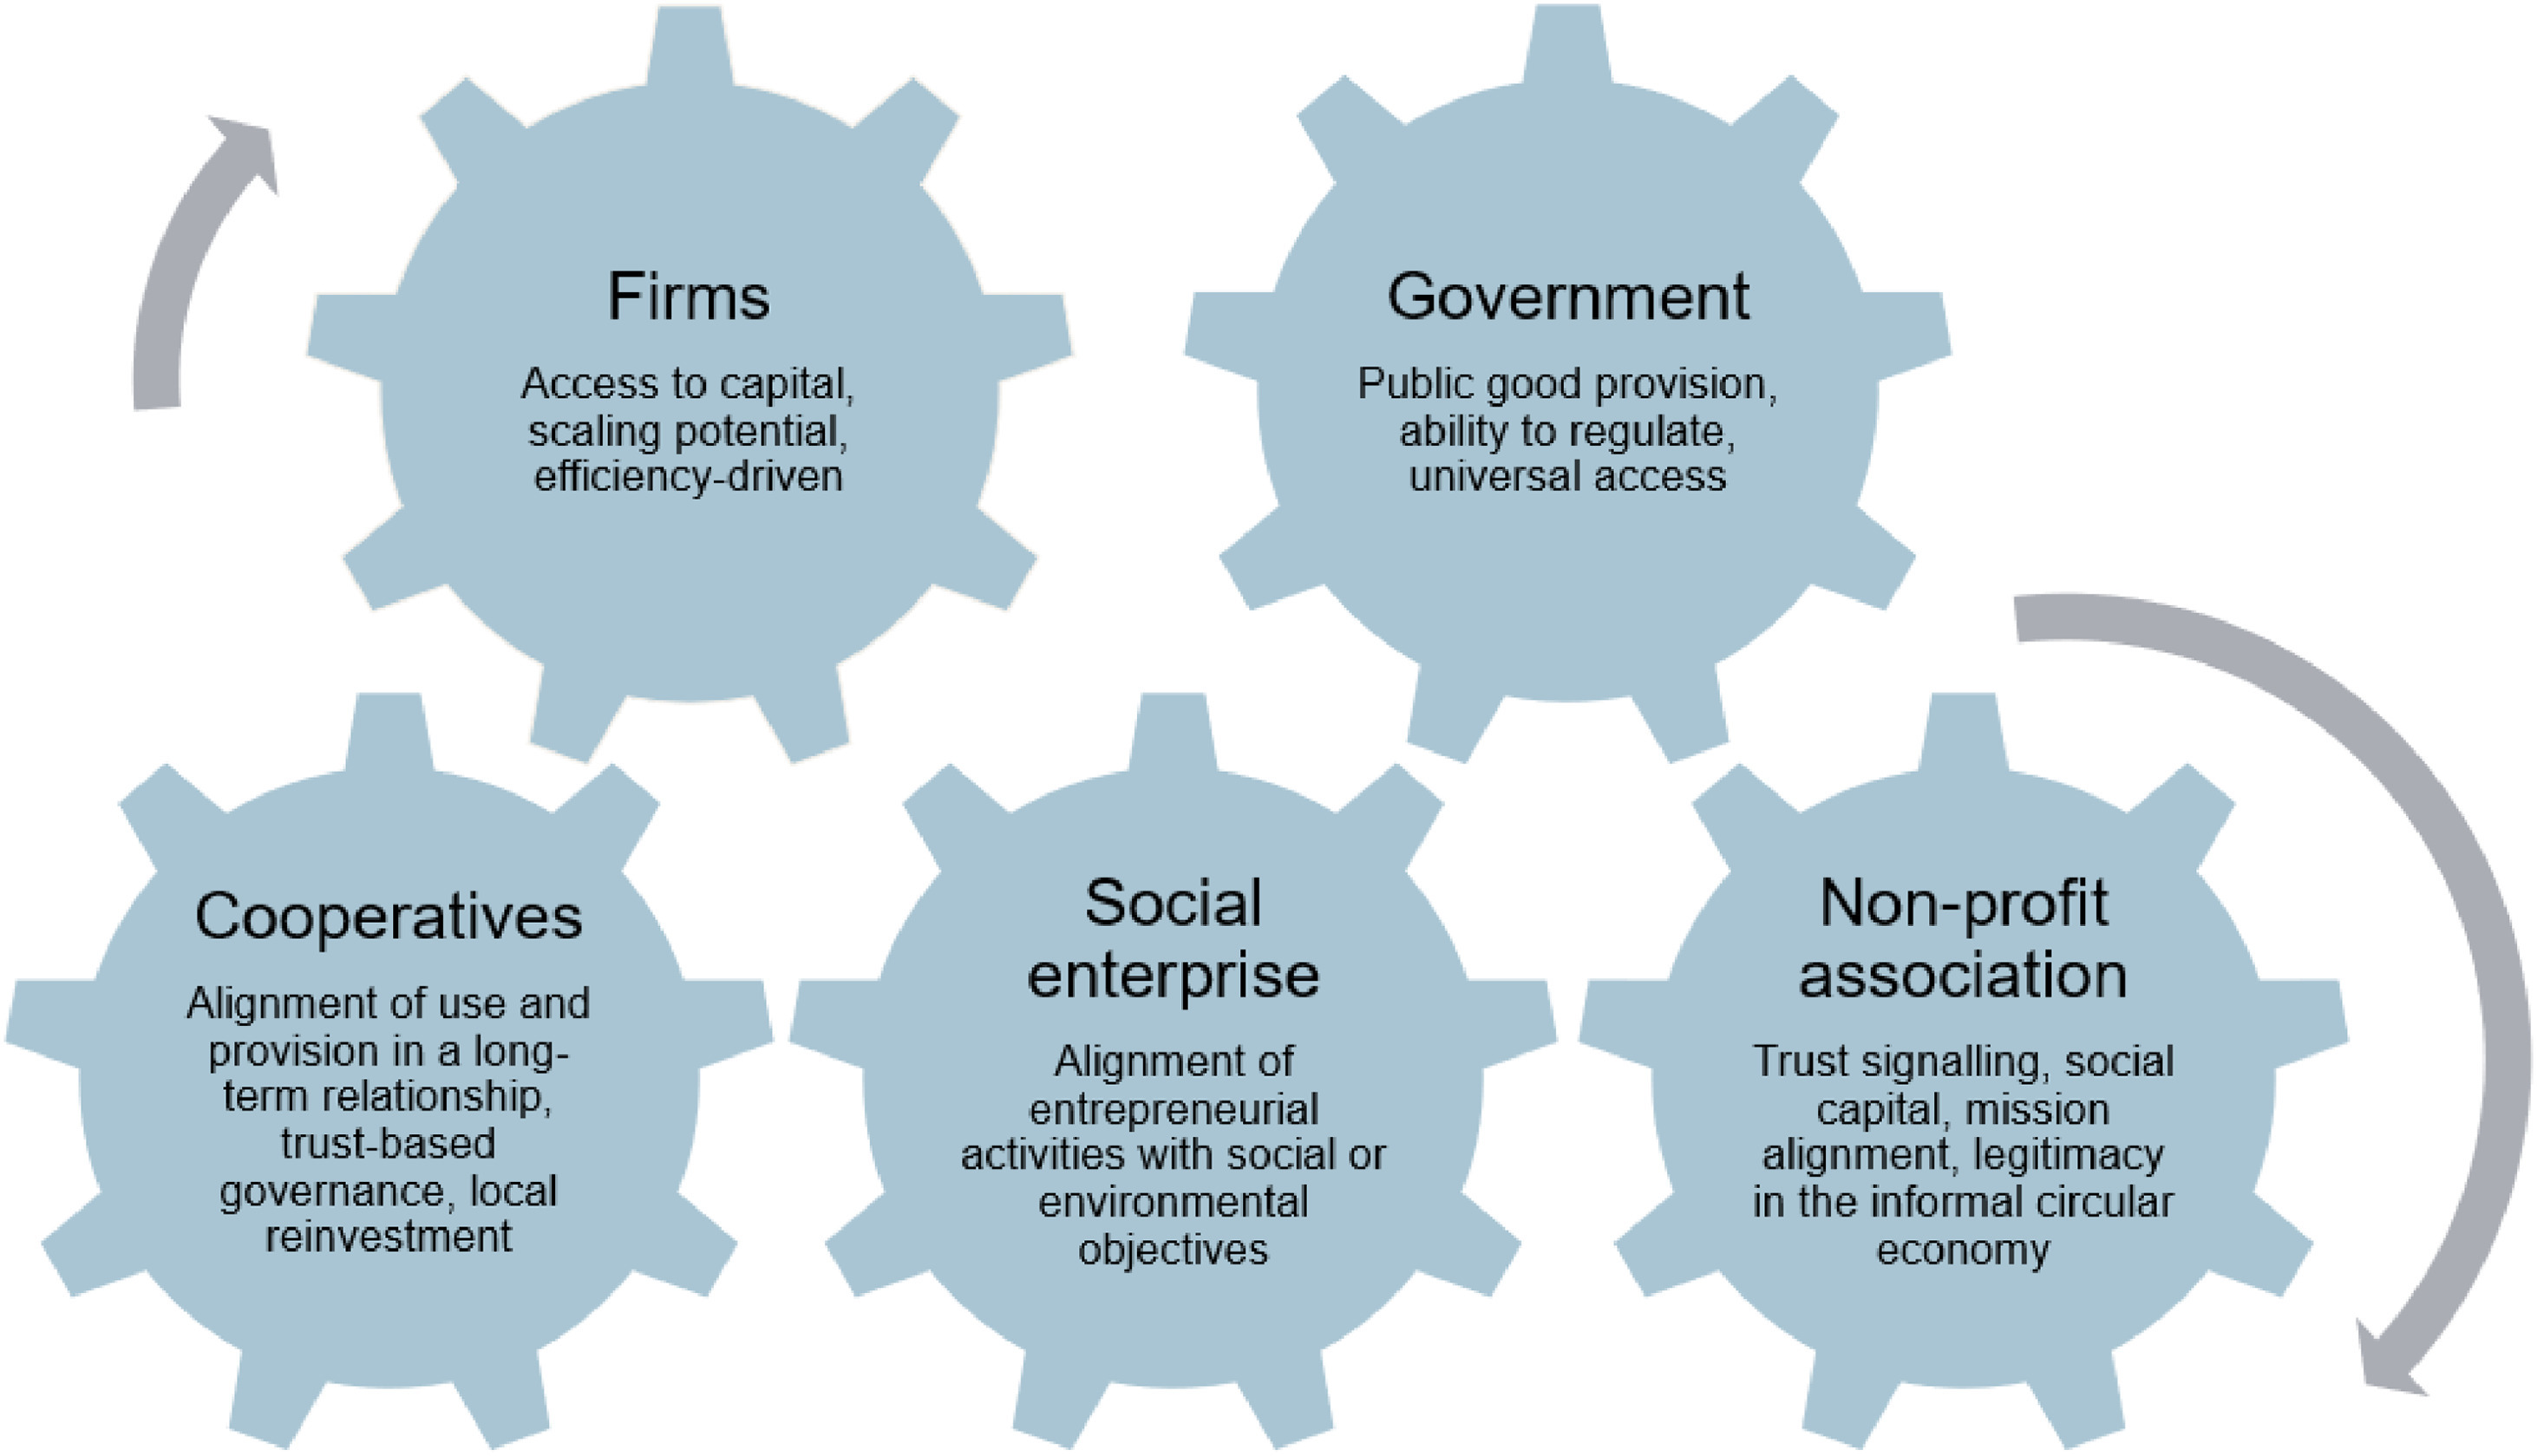 Firms
Access to capital,
scaling potential,
efficiency-driven
Government
Public good provision,
ability to regulate,
universal access
Cooperatives
Alignment of use and
provision in a long-
term relationship,
trust-based
governance, local
reinvestment
Social
enterprise
Alignment of
entrepreneurial
activities with social or
environmental
objectives
Non-profit
association
Trust signalling, social
capital, mission
alignment, legitimacy
in the informal circular
economy